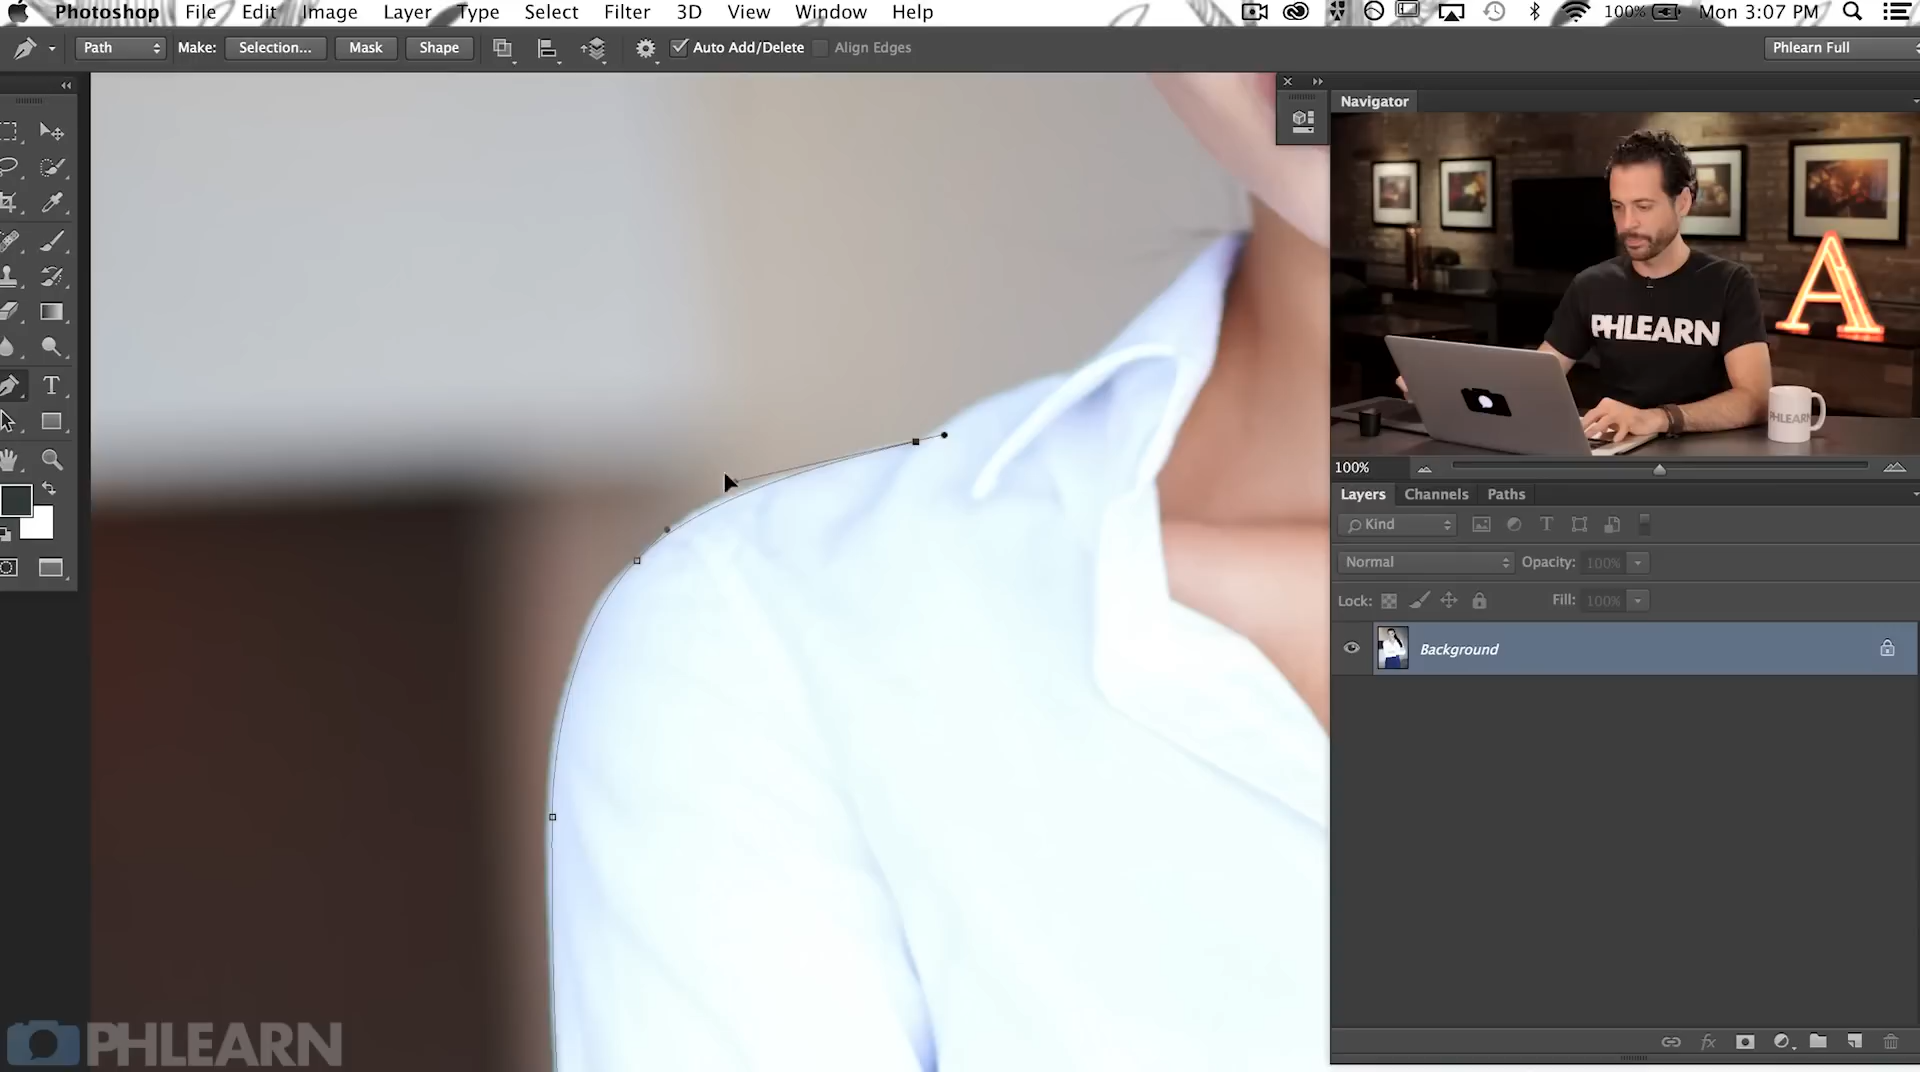 Photoshop File Edit Image Layer Type Select Filter 3D View Window Help 100% Mon 3:07 PM
Path Make: Selection... Mask Shape Auto Add/Delete Align Edges Phlearn Full
Navigator
PHLEARN
PHLEARN
A
T
100%
Layers Channels Paths
Kind T
Normal Opacity: 100%
Lock: Fill: 100%
Background
fx
PHLEARN